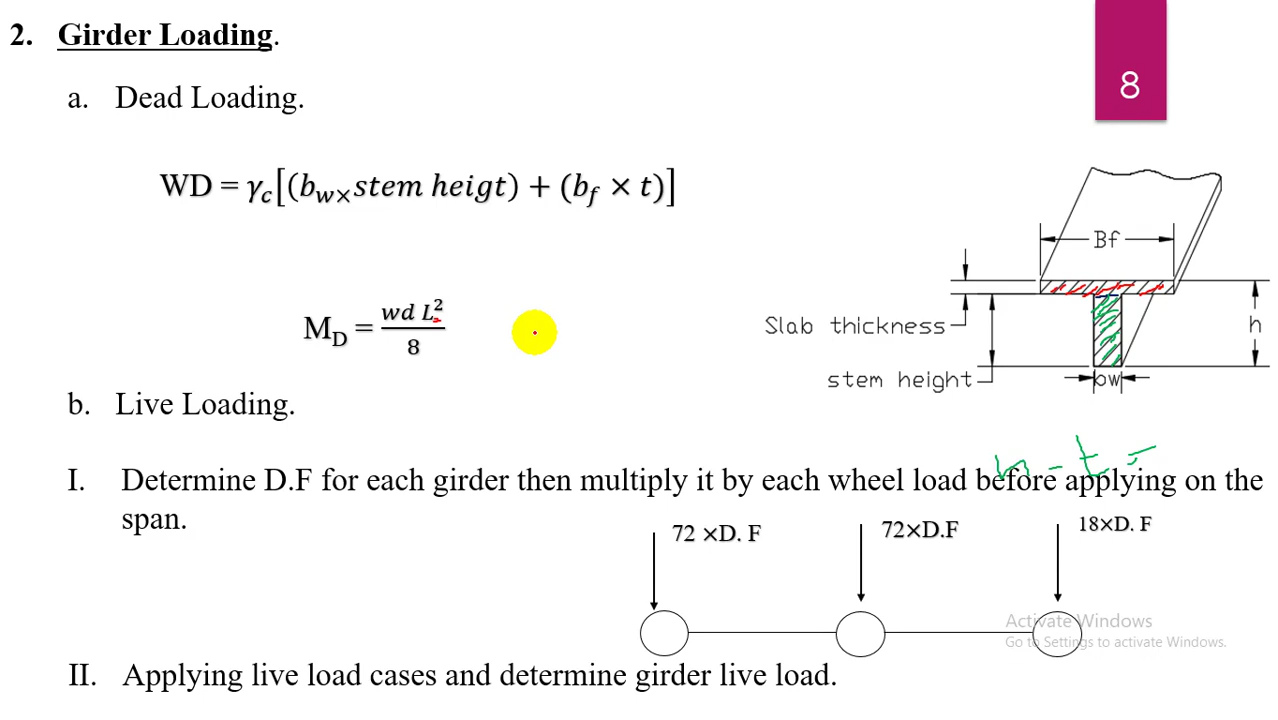 8
2. Girder Loading.
a. Dead Loading.
WD = γc[(bw×stem heigt) + (bf × t)]
Bf
Slab thickness
h
MD = wd L²/8
stem height
bw
b. Live Loading.
h - t =
I. Determine D.F for each girder then multiply it by each wheel load before applying on the
span.
72 ×D. F
72×D.F
18×D. F
Activate Windows
Go to Settings to activate Windows.
II. Applying live load cases and determine girder live load.